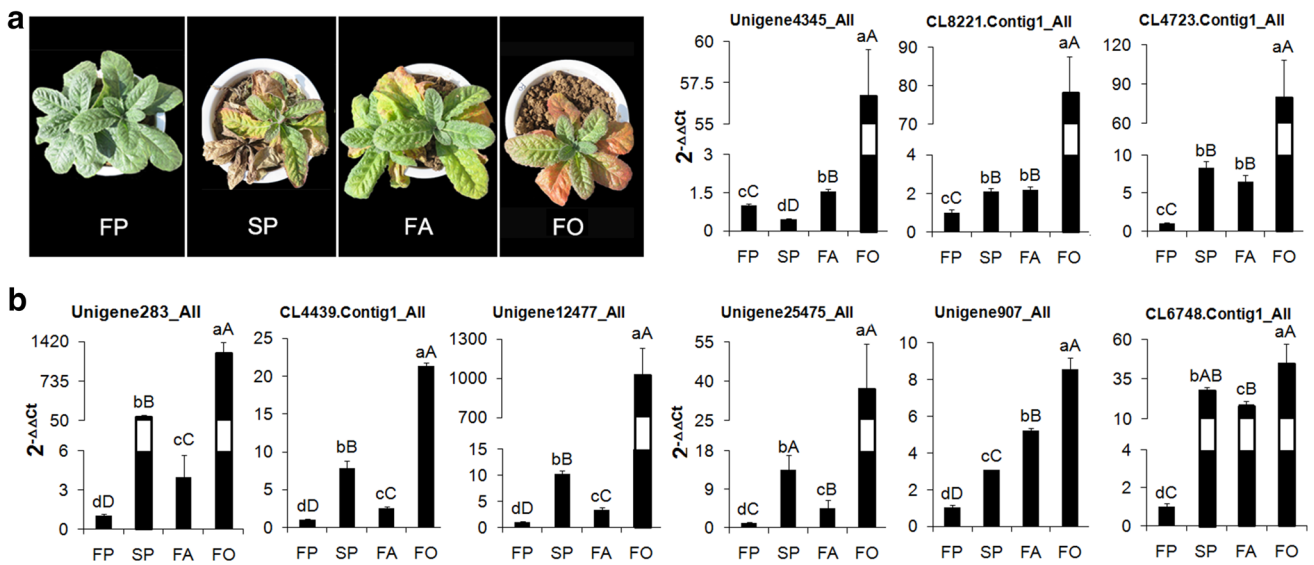 a
FP SP FA FO
Unigene4345_All
2-ΔΔCt
60
57.5
55
3
1.5
0
cC dD bB aA
FP SP FA FO
CL8221.Contig1_All
90
80
70
4
2
0
cC bB bB aA
FP SP FA FO
CL4723.Contig1_All
120
90
60
10
5
0
cC bB bB aA
FP SP FA FO
b
Unigene283_All
2-ΔΔCt
1420
735
50
6
3
0
dD bB cC aA
FP SP FA FO
CL4439.Contig1_All
25
20
15
10
5
0
dD bB cC aA
FP SP FA FO
Unigene12477_All
1300
1000
700
15
10
5
0
dD bB cC aA
FP SP FA FO
Unigene25475_All
2-ΔΔCt
55
40
25
18
9
0
dC bA cB aA
FP SP FA FO
Unigene907_All
10
8
6
4
2
0
dD cC bB aA
FP SP FA FO
CL6748.Contig1_All
60
35
10
4
2
0
dC bAB cB aA
FP SP FA FO